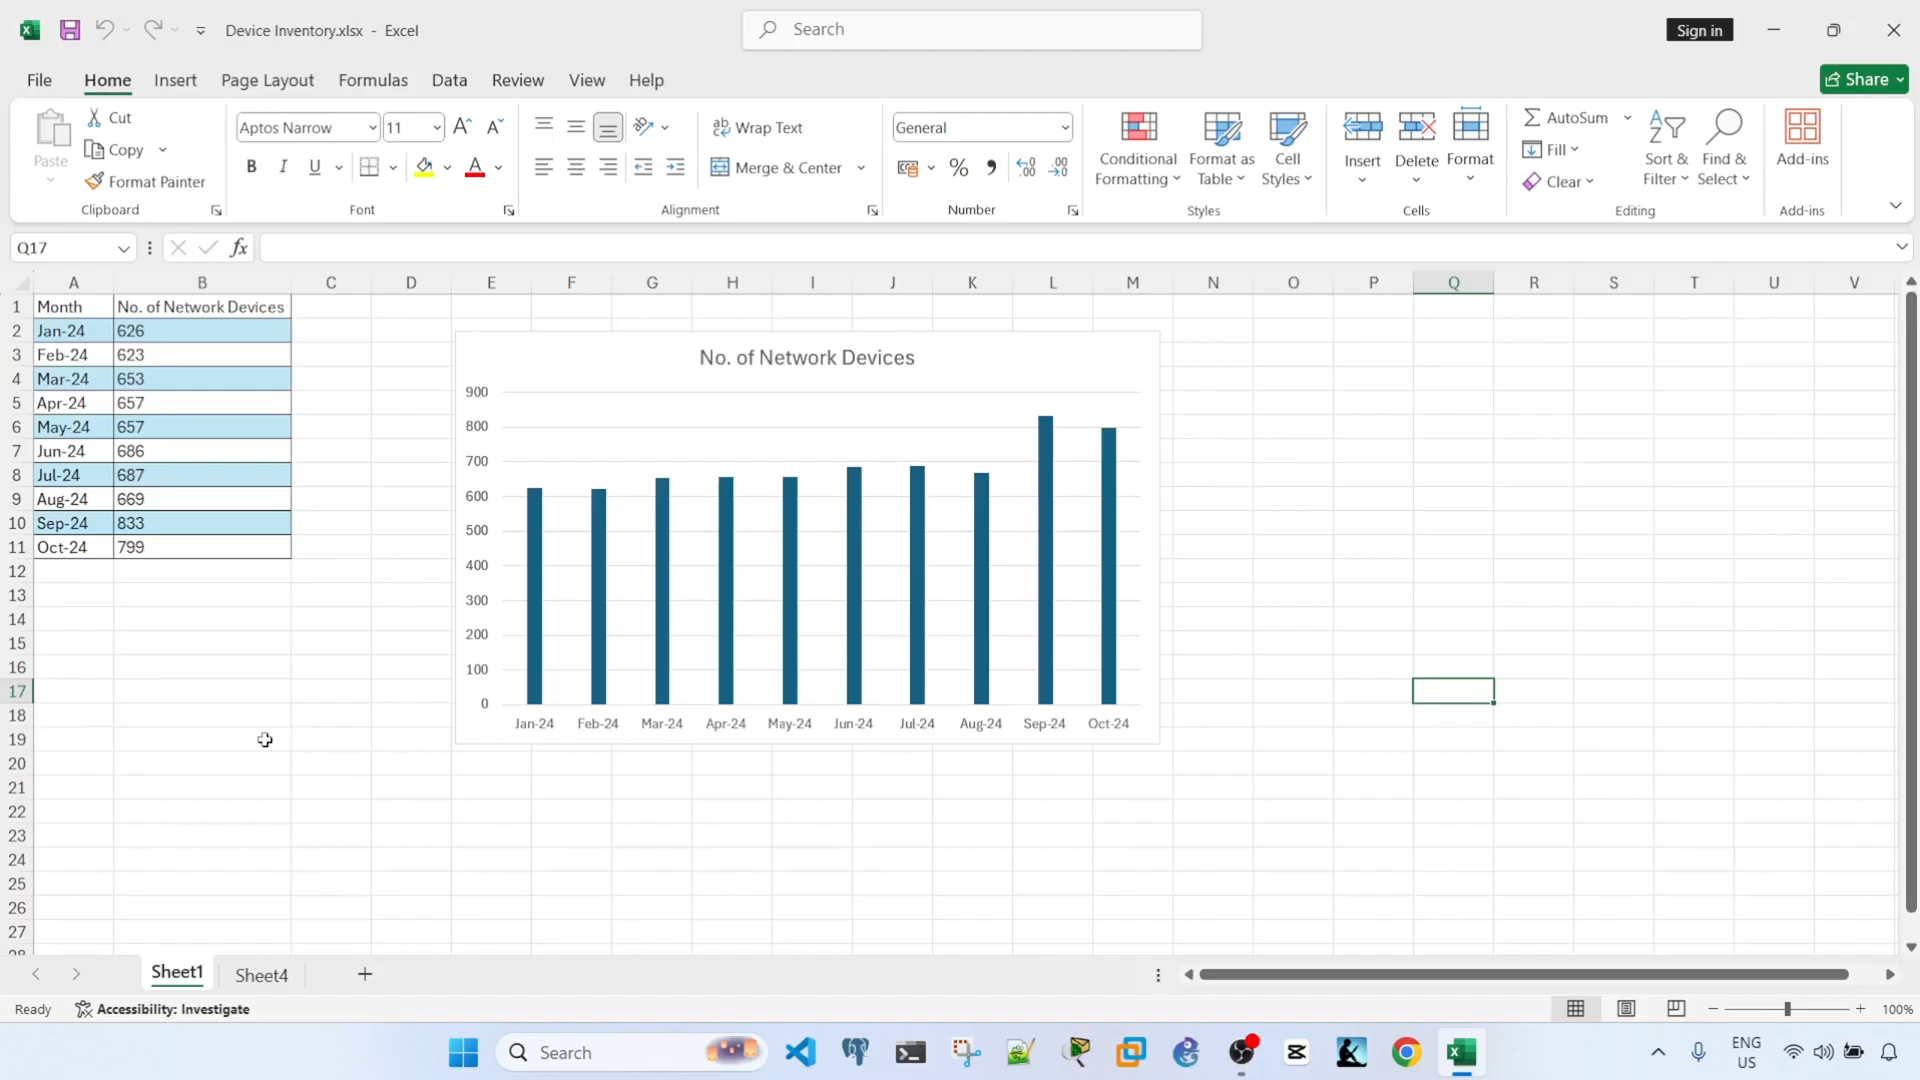 Device Inventory.xlsx - Excel
Search
Sign in
File Home Insert Page Layout Formulas Data Review View Help
Share
Paste
Cut
Copy
Format Painter
Clipboard
Aptos Narrow 11
B I U
Font
Wrap Text
Merge & Center
Alignment
General
Number
Conditional Formatting
Format as Table
Cell Styles
Styles
Insert Delete Format
Cells
AutoSum
Fill
Clear
Sort & Filter
Find & Select
Editing
Add-ins
Add-ins
Q17
fx
A B C D E F G H I J K L M N O P Q R S T U V
1 Month No. of Network Devices
2 Jan-24 626
3 Feb-24 623
4 Mar-24 653
5 Apr-24 657
6 May-24 657
7 Jun-24 686
8 Jul-24 687
9 Aug-24 669
10 Sep-24 833
11 Oct-24 799
12
13
14
15
16
17
18
19
20
21
22
23
24
25
26
27
28
No. of Network Devices
900
800
700
600
500
400
300
200
100
0
Jan-24 Feb-24 Mar-24 Apr-24 May-24 Jun-24 Jul-24 Aug-24 Sep-24 Oct-24
Sheet1 Sheet4
Ready Accessibility: Investigate
100%
Search
ENG
US